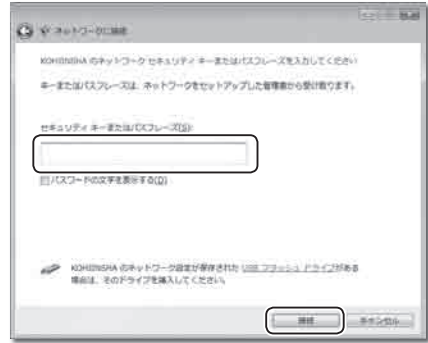 ネットワークに接続
KOHJINSHA のネットワーク セキュリティ キーまたはパスフレーズを入力してください
キーまたはパスフレーズは、ネットワークをセットアップした管理者から受け取ります。
セキュリティ キーまたはパスフレーズ(S):
パスワードの文字を表示する(D)
KOHJINSHA のネットワーク設定が保存された USB フラッシュ ドライブがある
場合は、そのドライブを挿入してください。
接続
キャンセル